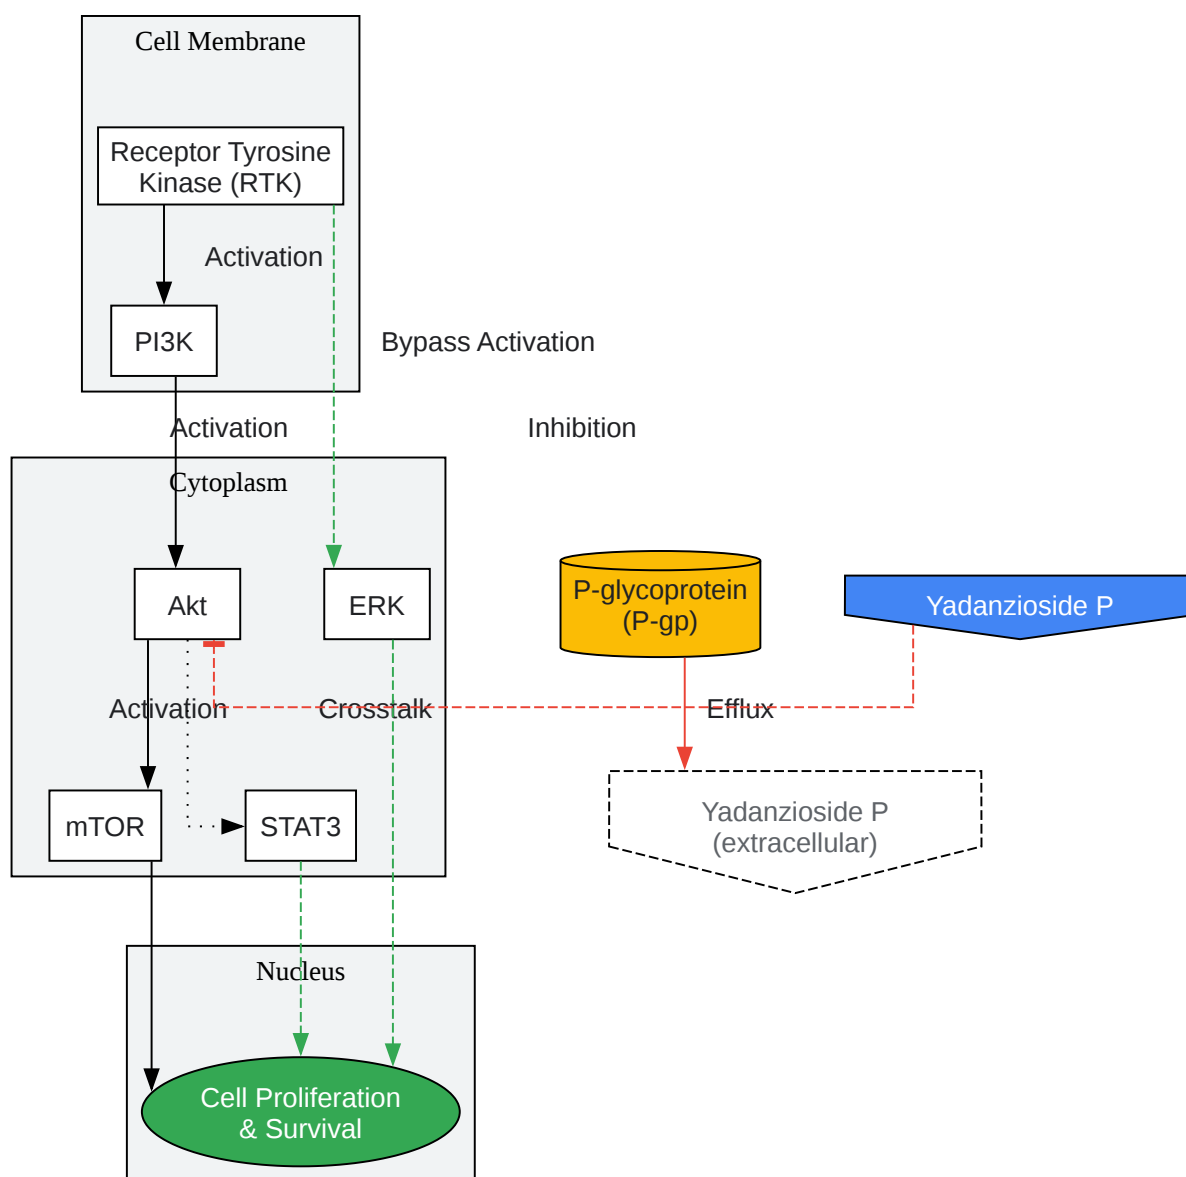 Cell Membrane
Receptor Tyrosine
Kinase (RTK)
Activation
PI3K
Bypass Activation
Activation
Inhibition
Cytoplasm
Akt
ERK
P-glycoprotein
(P-gp)
Yadanzioside P
Activation
Crosstalk
Efflux
mTOR
STAT3
Yadanzioside P
(extracellular)
Nucleus
Cell Proliferation
& Survival